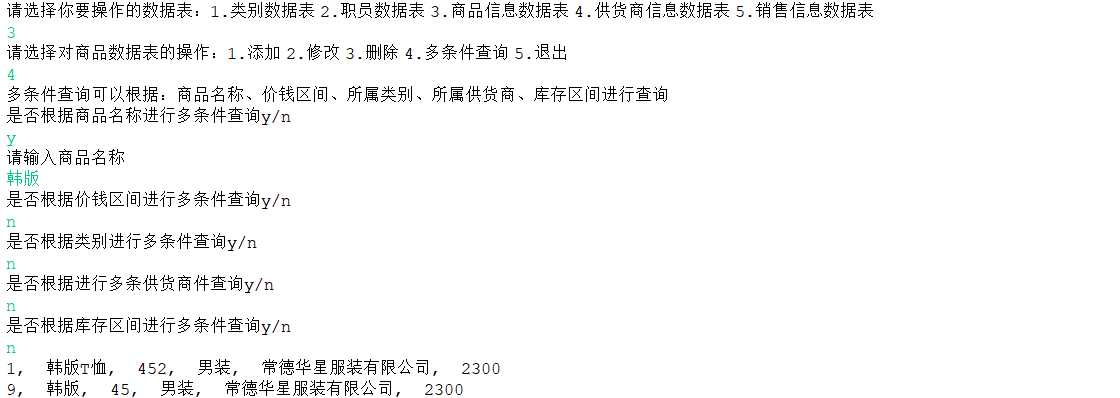 请选择你要操作的数据表：1.类别数据表 2.职员数据表 3.商品信息数据表 4.供货商信息数据表 5.销售信息数据表
3
请选择对商品数据表的操作：1.添加 2.修改 3.删除 4.多条件查询 5.退出
4
多条件查询可以根据：商品名称、价钱区间、所属类别、所属供货商、库存区间进行查询
是否根据商品名称进行多条件查询y/n
y
请输入商品名称
韩版
是否根据价钱区间进行多条件查询y/n
n
是否根据类别进行多条件查询y/n
n
是否根据进行多条供货商件查询y/n
n
是否根据库存区间进行多条件查询y/n
n
1,  韩版T恤,  452,  男装,  常德华星服装有限公司,  2300
9,  韩版,  45,  男装,  常德华星服装有限公司,  2300